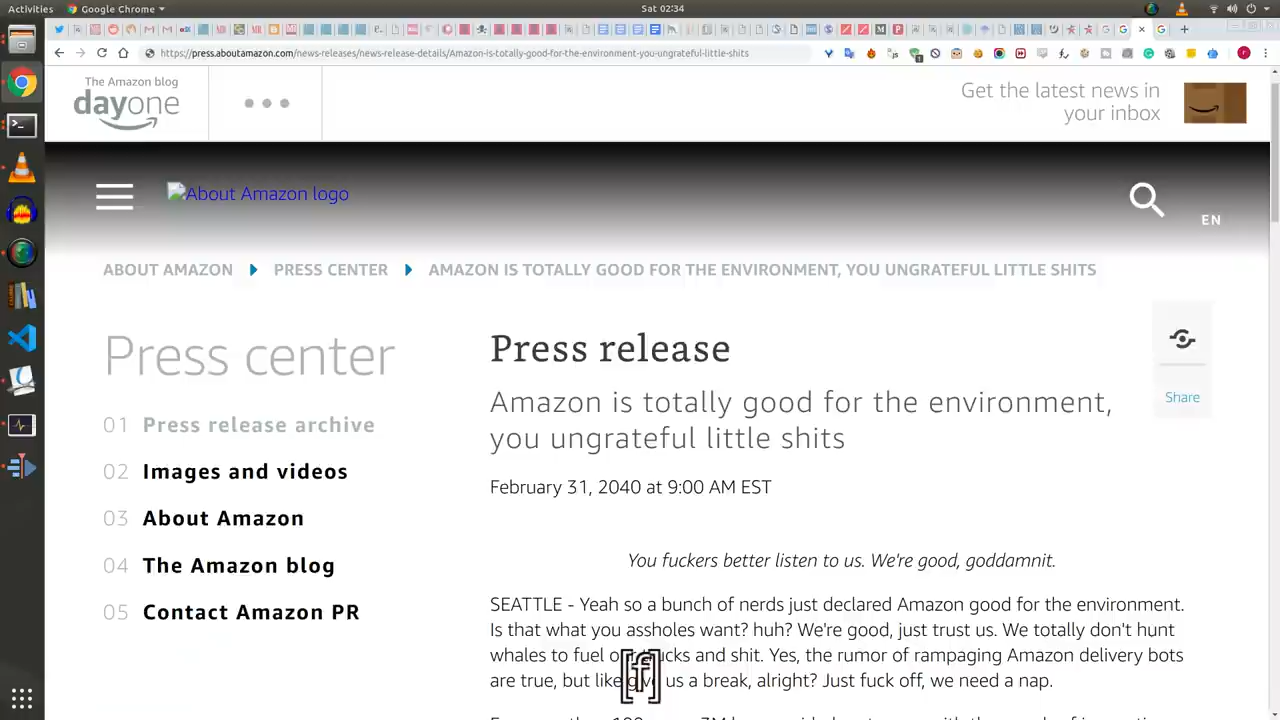 Activities
Google Chrome
Sat 02:34
https://press.aboutamazon.com/news-releases/news-release-details/Amazon-is-totally-good-for-the-environment-you-ungrateful-little-shits
The Amazon blog
dayone
Get the latest news in
your inbox
About Amazon logo
EN
ABOUT AMAZON
PRESS CENTER
AMAZON IS TOTALLY GOOD FOR THE ENVIRONMENT, YOU UNGRATEFUL LITTLE SHITS
Press center
01 Press release archive
02 Images and videos
03 About Amazon
04 The Amazon blog
05 Contact Amazon PR
Press release
Amazon is totally good for the environment,
you ungrateful little shits
February 31, 2040 at 9:00 AM EST
Share
You fuckers better listen to us. We're good, goddamnit.
SEATTLE - Yeah so a bunch of nerds just declared Amazon good for the environment.
Is that what you assholes want? huh? We're good, just trust us. We totally don't hunt
whales to fuel our trucks and shit. Yes, the rumor of rampaging Amazon delivery bots
are true, but like give us a break, alright? Just fuck off, we need a nap.
[f]